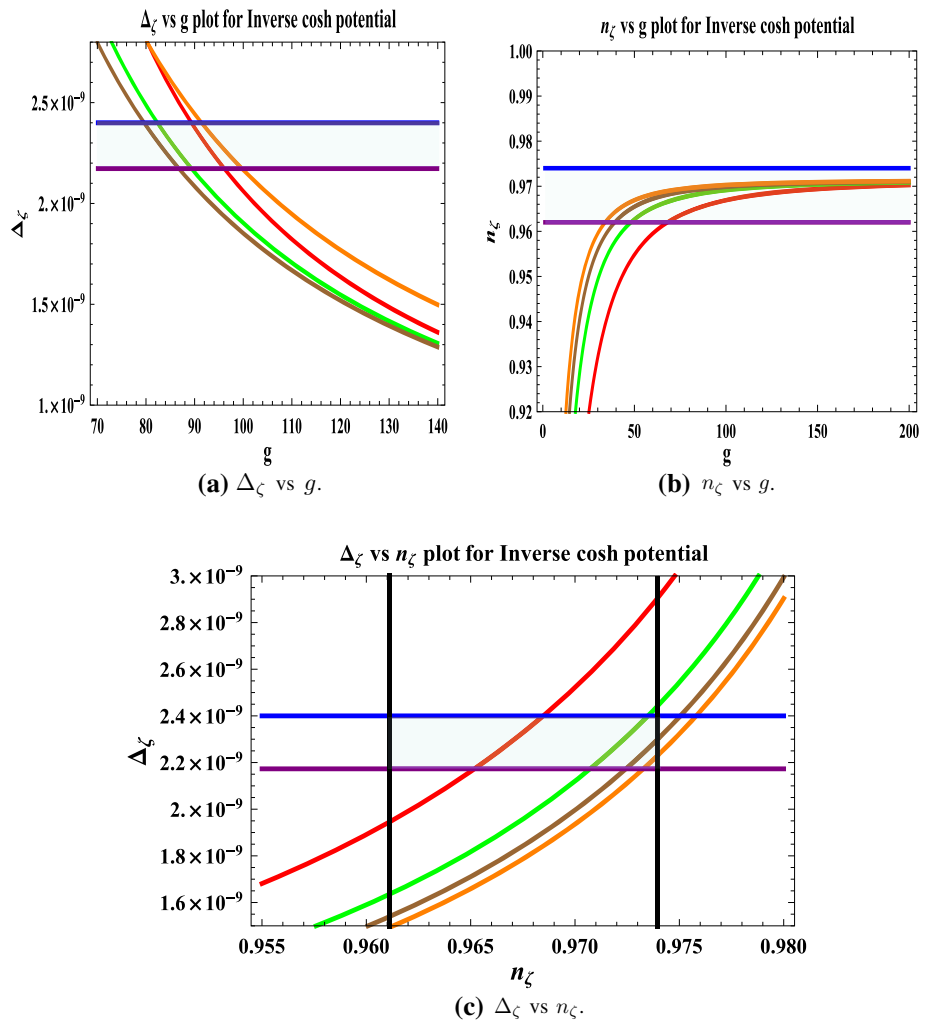 Δζ vs g plot for Inverse cosh potential
2.5×10⁻⁹
2.×10⁻⁹
1.5×10⁻⁹
1.×10⁻⁹
Δζ
70 80 90 100 110 120 130 140
g
(a) Δζ vs g.
nζ vs g plot for Inverse cosh potential
1.00
0.99
0.98
0.97
0.96
0.95
0.94
0.93
0.92
nζ
0 50 100 150 200
g
(b) nζ vs g.
Δζ vs nζ plot for Inverse cosh potential
3.×10⁻⁹
2.8×10⁻⁹
2.6×10⁻⁹
2.4×10⁻⁹
2.2×10⁻⁹
2.×10⁻⁹
1.8×10⁻⁹
1.6×10⁻⁹
Δζ
0.955 0.960 0.965 0.970 0.975 0.980
nζ
(c) Δζ vs nζ.